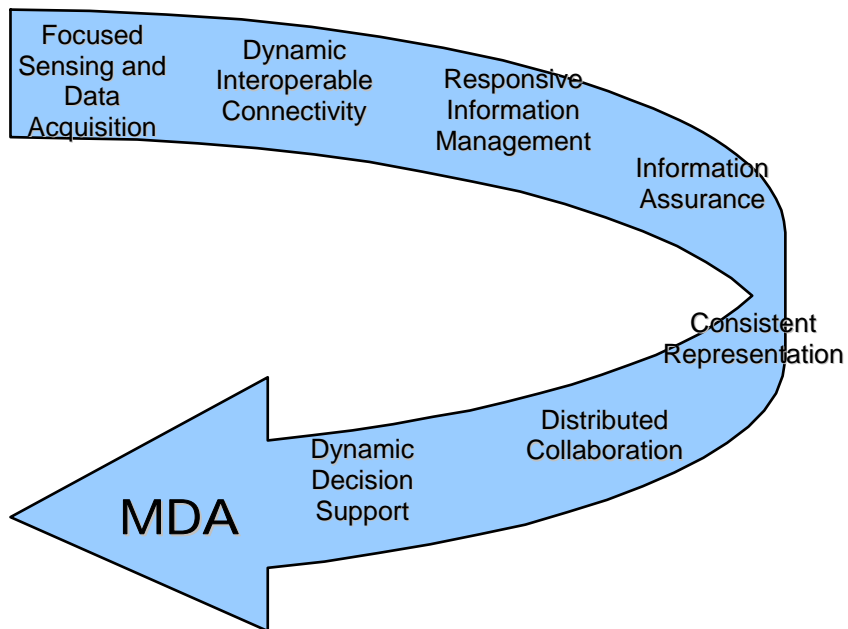 Focused
Sensing and
Data
Acquisition
Dynamic
Interoperable
Connectivity
Responsive
Information
Management
Information
Assurance
Consistent
Representation
Distributed
Collaboration
Dynamic
Decision
Support
MDA